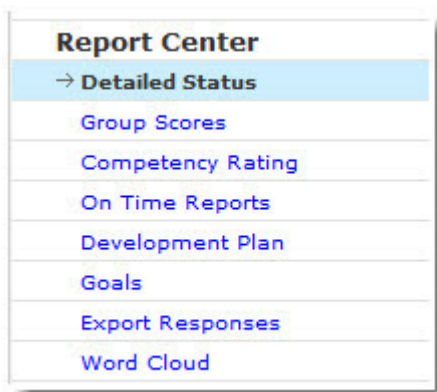 Report Center
→ Detailed Status
Group Scores
Competency Rating
On Time Reports
Development Plan
Goals
Export Responses
Word Cloud